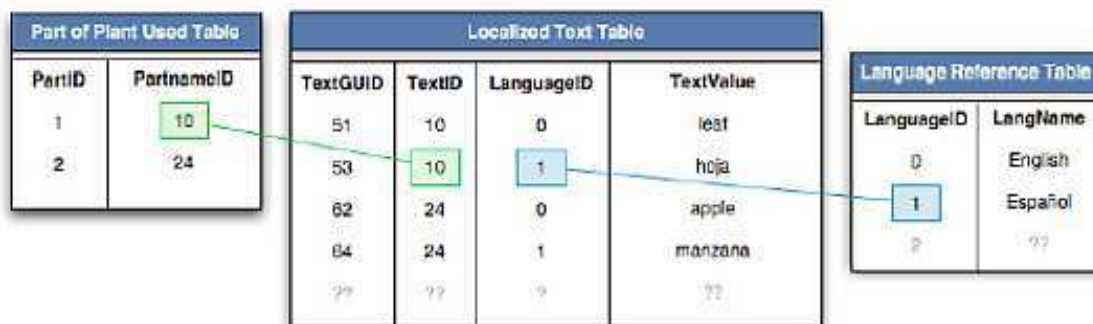 Part of Plant Used Table
PartID PartnameID
1 10
2 24
Localized Text Table
TextGUID TextID LanguageID TextValue
51 10 0 leaf
53 10 1 hoja
62 24 0 apple
64 24 1 manzana
?? ?? ? ??
Language Reference Table
LanguageID LangName
0 English
1 Español
2 ??